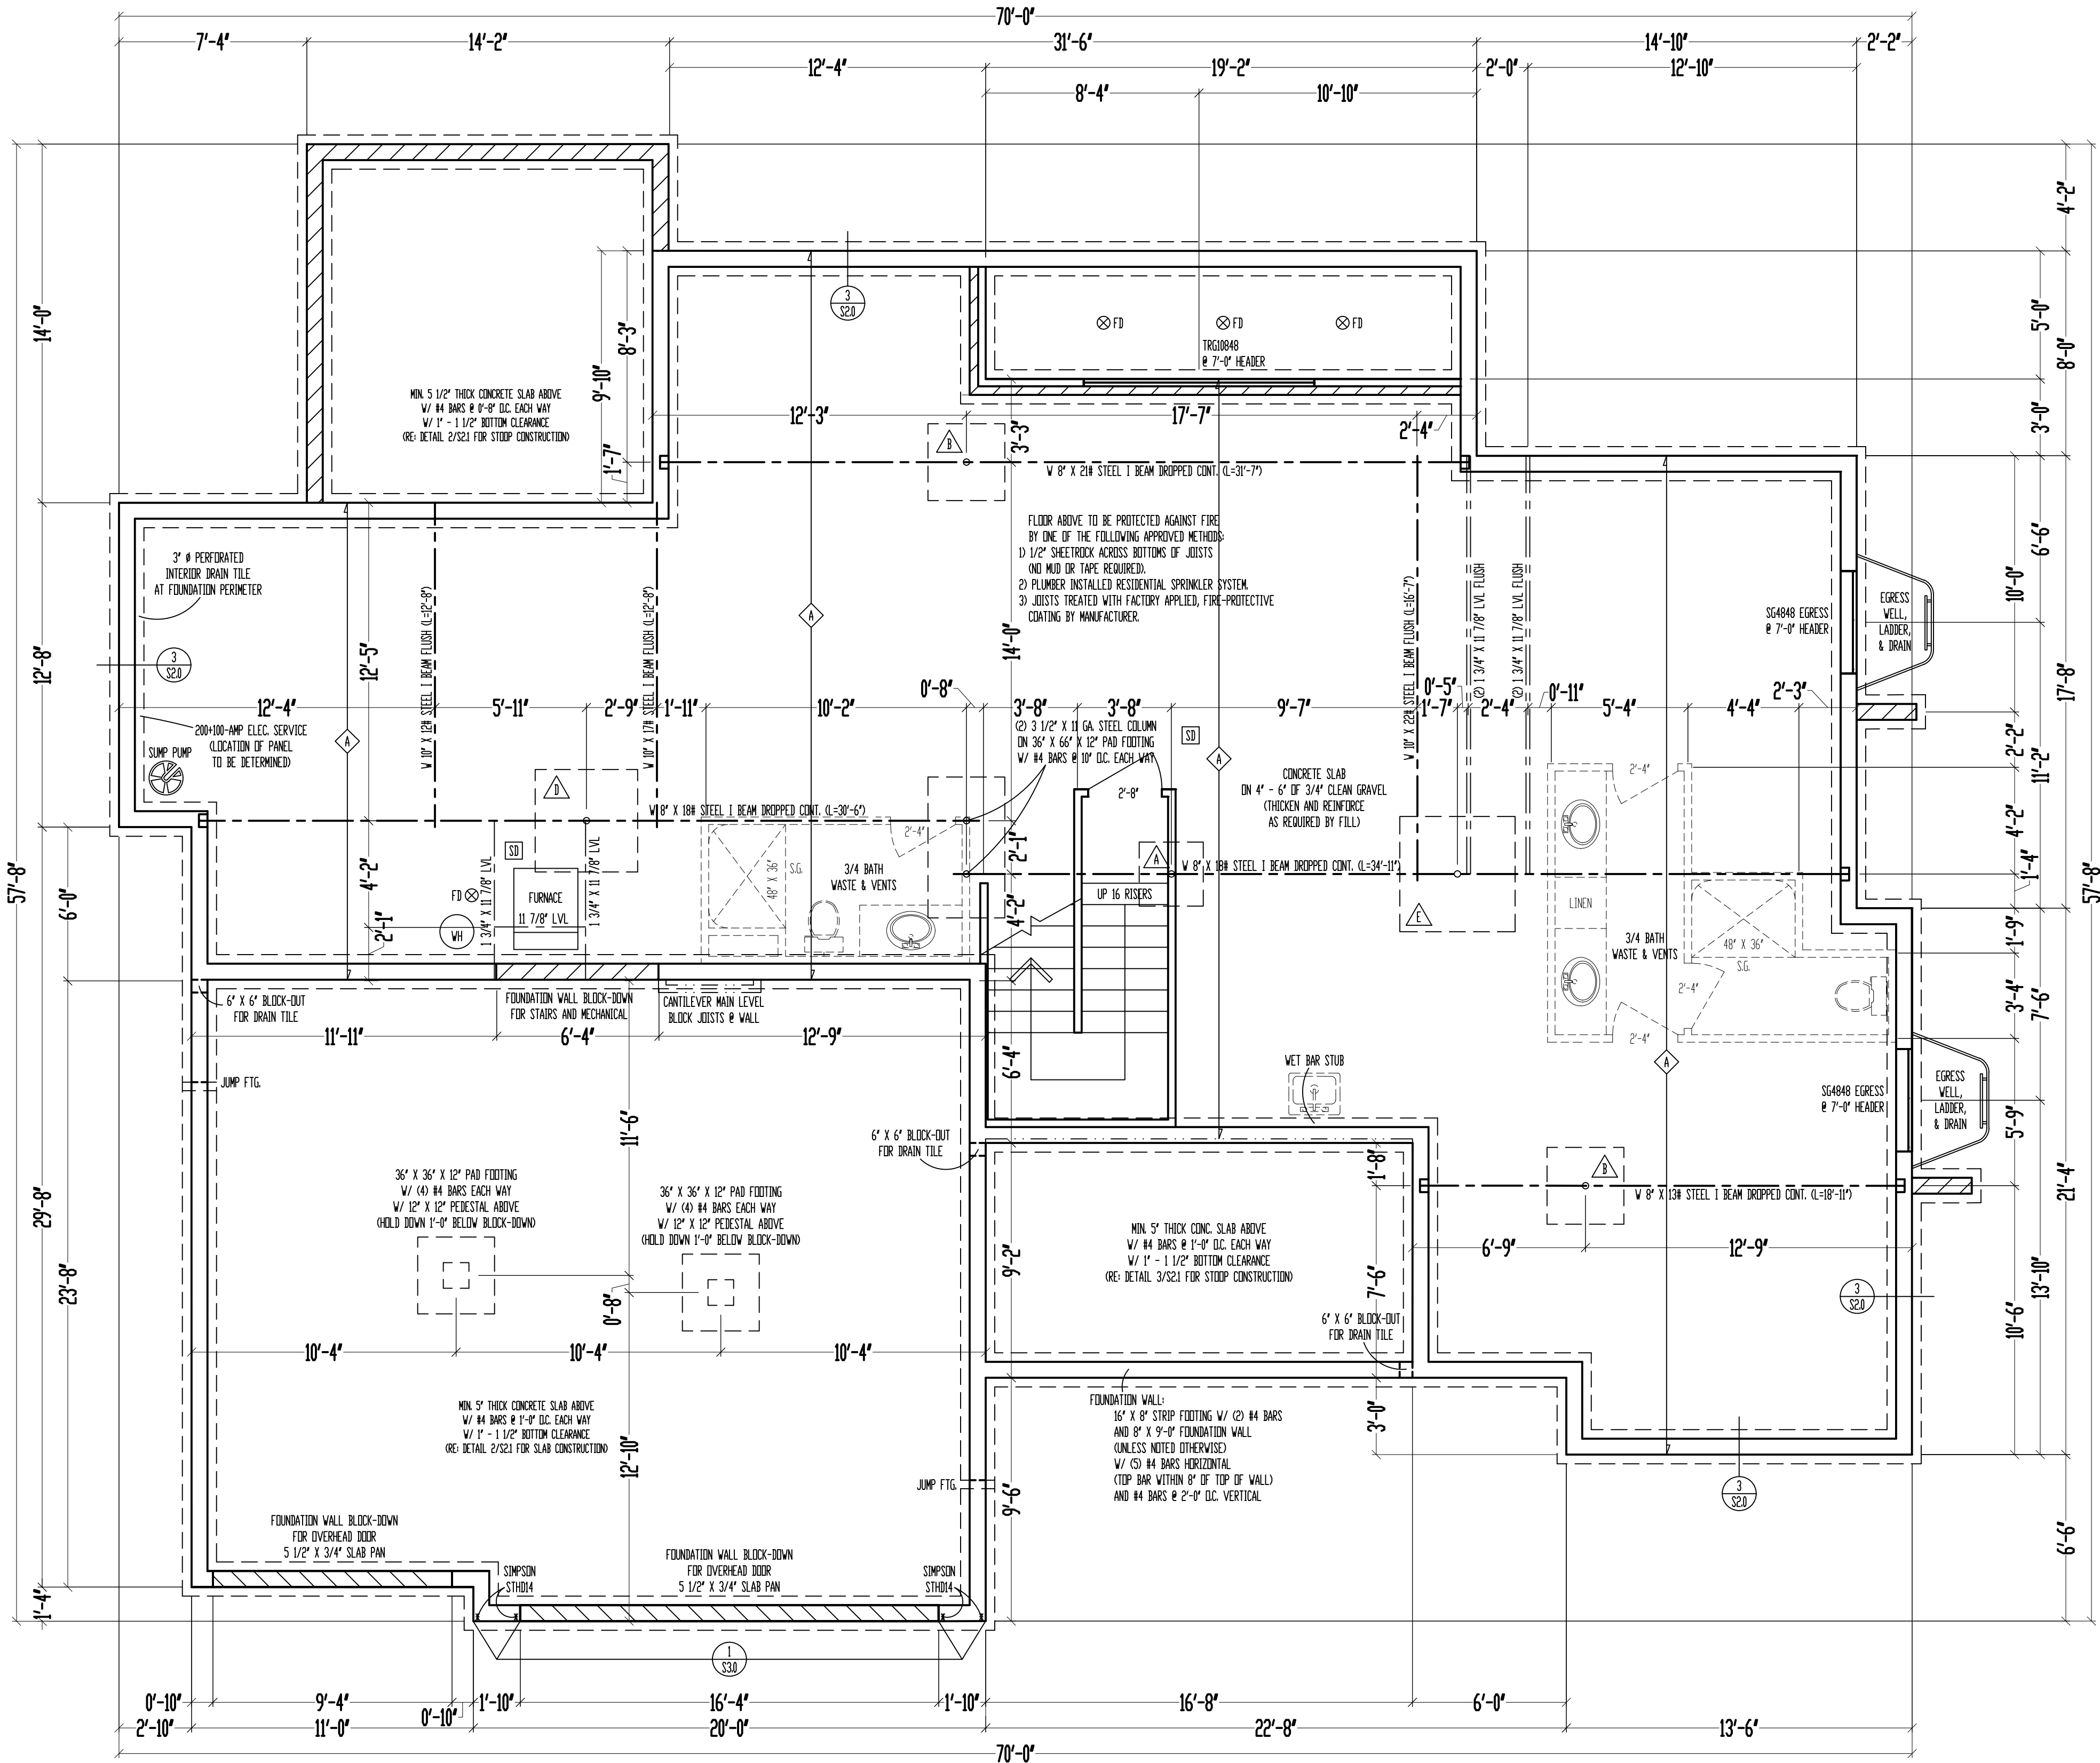 70'-0"
7'-4"
14'-2"
31'-6"
14'-10"
2'-2"
12'-4"
19'-2"
2'-0"
12'-10"
8'-4"
10'-10"
4'-2"
14'-0"
8'-3"
9'-10"
1'-7"
3
S2.0
FD
FD
FD
TRG10848
@ 7'-0" HEADER
5'-0"
8'-0"
3'-0"
MIN. 5 1/2" THICK CONCRETE SLAB ABOVE
W/ #4 BARS @ 0'-8" O.C. EACH WAY
W/ 1" - 1 1/2" BOTTOM CLEARANCE
(RE: DETAIL 2/S2.1 FOR STOOP CONSTRUCTION)
12'-3"
17'-7"
2'-4"
3'-3"
B
W 8" X 21# STEEL I BEAM DROPPED CONT. (L=31'-7")
FLOOR ABOVE TO BE PROTECTED AGAINST FIRE
BY ONE OF THE FOLLOWING APPROVED METHODS:
1) 1/2" SHEETROCK ACROSS BOTTOMS OF JOISTS
(NO MUD OR TAPE REQUIRED).
2) PLUMBER INSTALLED RESIDENTIAL SPRINKLER SYSTEM.
3) JOISTS TREATED WITH FACTORY APPLIED, FIRE-PROTECTIVE
COATING BY MANUFACTURER.
3" ø PERFORATED
INTERIOR DRAIN TILE
AT FOUNDATION PERIMETER
3
S2.0
12'-8"
12'-5"
W 10" X 12# STEEL I BEAM FLUSH (L=12'-8")
W 10" X 17# STEEL I BEAM FLUSH (L=12'-8")
A
A
14'-0"
W 10" X 22# STEEL I BEAM FLUSH (L=16'-7")
(2) 1 3/4" X 11 7/8" LVL FLUSH
(2) 1 3/4" X 11 7/8" LVL FLUSH
SG4848 EGRESS
@ 7'-0" HEADER
EGRESS
WELL,
LADDER,
& DRAIN
6'-6"
10'-0"
17'-8"
12'-4"
5'-11"
2'-9"
1'-11"
10'-2"
0'-8"
3'-8"
3'-8"
9'-7"
1'-7"
0'-5"
2'-4"
0'-11"
5'-4"
4'-4"
2'-3"
200+100-AMP ELEC. SERVICE
(LOCATION OF PANEL
TO BE DETERMINED)
SUMP PUMP
(2) 3 1/2" X 11 GA. STEEL COLUMN
ON 36" X 66" X 12" PAD FOOTING
W/ #4 BARS @ 10" O.C. EACH WAY
SD
A
CONCRETE SLAB
ON 4" - 6" OF 3/4" CLEAN GRAVEL
(THICKEN AND REINFORCE
AS REQUIRED BY FILL)
2'-8"
2'-4"
2'-2"
11'-2"
4'-2"
1'-4"
D
W 8" X 18# STEEL I BEAM DROPPED CONT. (L=30'-6")
2'-4"
2'-1"
A
W 8" X 18# STEEL I BEAM DROPPED CONT. (L=34'-11")
E
57'-8"
57'-8"
6'-0"
4'-2"
2'-1"
SD
FD
WH
FURNACE
11 7/8" LVL
1 3/4" X 11 7/8" LVL
1 3/4" X 11 7/8" LVL
48" X 36"
S.G.
3/4 BATH
WASTE & VENTS
4'-2"
UP 16 RISERS
LINEN
3/4 BATH
WASTE & VENTS
48" X 36"
S.G.
2'-4"
2'-4"
1'-9"
3'-4"
7'-6"
6" X 6" BLOCK-OUT
FOR DRAIN TILE
FOUNDATION WALL BLOCK-DOWN
FOR STAIRS AND MECHANICAL
CANTILEVER MAIN LEVEL
BLOCK JOISTS @ WALL
11'-11"
6'-4"
12'-9"
6'-4"
JUMP FTG.
WET BAR STUB
A
SG4848 EGRESS
@ 7'-0" HEADER
EGRESS
WELL,
LADDER,
& DRAIN
5'-9"
11'-6"
6" X 6" BLOCK-OUT
FOR DRAIN TILE
1'-8"
B
W 8" X 13# STEEL I BEAM DROPPED CONT. (L=18'-11")
36" X 36" X 12" PAD FOOTING
W/ (4) #4 BARS EACH WAY
W/ 12" X 12" PEDESTAL ABOVE
(HOLD DOWN 1'-0" BELOW BLOCK-DOWN)
36" X 36" X 12" PAD FOOTING
W/ (4) #4 BARS EACH WAY
W/ 12" X 12" PEDESTAL ABOVE
(HOLD DOWN 1'-0" BELOW BLOCK-DOWN)
29'-8"
23'-8"
21'-4"
MIN. 5" THICK CONC. SLAB ABOVE
W/ #4 BARS @ 1'-0" O.C. EACH WAY
W/ 1" - 1 1/2" BOTTOM CLEARANCE
(RE: DETAIL 3/S2.1 FOR STOOP CONSTRUCTION)
9'-2"
7'-6"
6'-9"
12'-9"
0'-8"
3
S2.0
13'-10"
10'-6"
6" X 6" BLOCK-OUT
FOR DRAIN TILE
10'-4"
10'-4"
10'-4"
MIN. 5" THICK CONCRETE SLAB ABOVE
W/ #4 BARS @ 1'-0" O.C. EACH WAY
W/ 1" - 1 1/2" BOTTOM CLEARANCE
(RE: DETAIL 2/S2.1 FOR SLAB CONSTRUCTION)
12'-10"
FOUNDATION WALL:
16" X 8" STRIP FOOTING W/ (2) #4 BARS
AND 8" X 9'-0" FOUNDATION WALL
(UNLESS NOTED OTHERWISE)
W/ (5) #4 BARS HORIZONTAL
(TOP BAR WITHIN 8" OF TOP OF WALL)
AND #4 BARS @ 2'-0" O.C. VERTICAL
3'-0"
JUMP FTG.
9'-6"
3
S2.0
6'-6"
FOUNDATION WALL BLOCK-DOWN
FOR OVERHEAD DOOR
5 1/2" X 3/4" SLAB PAN
FOUNDATION WALL BLOCK-DOWN
FOR OVERHEAD DOOR
5 1/2" X 3/4" SLAB PAN
SIMPSON
STHD14
SIMPSON
STHD14
1'-4"
1
S3.0
0'-10"
9'-4"
0'-10"
1'-10"
16'-4"
1'-10"
16'-8"
6'-0"
2'-10"
11'-0"
20'-0"
22'-8"
13'-6"
70'-0"